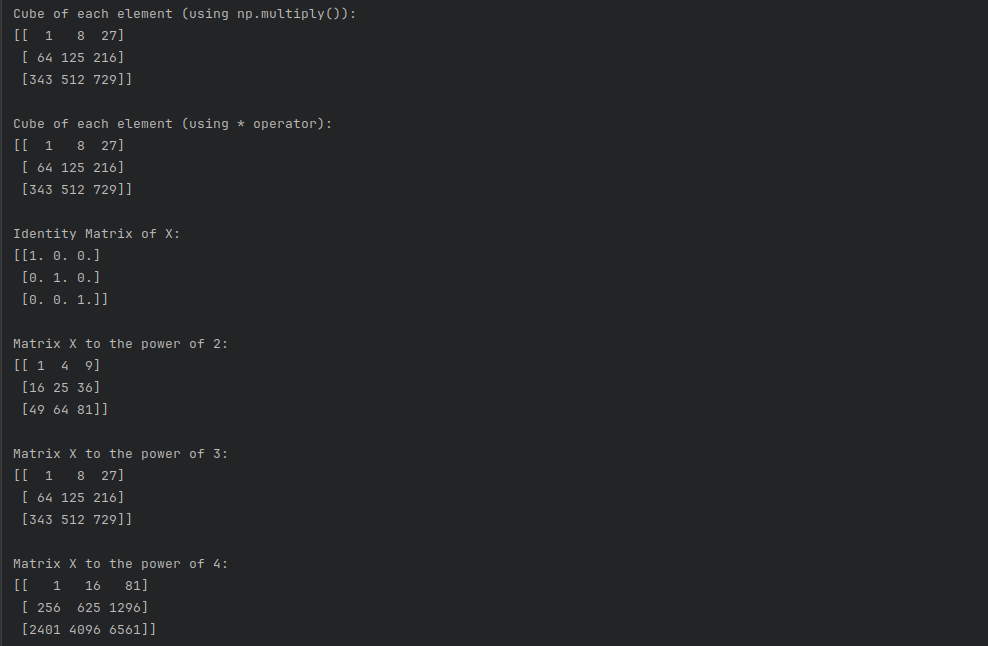 Cube of each element (using np.multiply()):
[[  1   8  27]
 [ 64 125 216]
 [343 512 729]]

Cube of each element (using * operator):
[[  1   8  27]
 [ 64 125 216]
 [343 512 729]]

Identity Matrix of X:
[[1. 0. 0.]
 [0. 1. 0.]
 [0. 0. 1.]]

Matrix X to the power of 2:
[[ 1  4  9]
 [16 25 36]
 [49 64 81]]

Matrix X to the power of 3:
[[  1   8  27]
 [ 64 125 216]
 [343 512 729]]

Matrix X to the power of 4:
[[   1   16   81]
 [ 256  625 1296]
 [2401 4096 6561]]